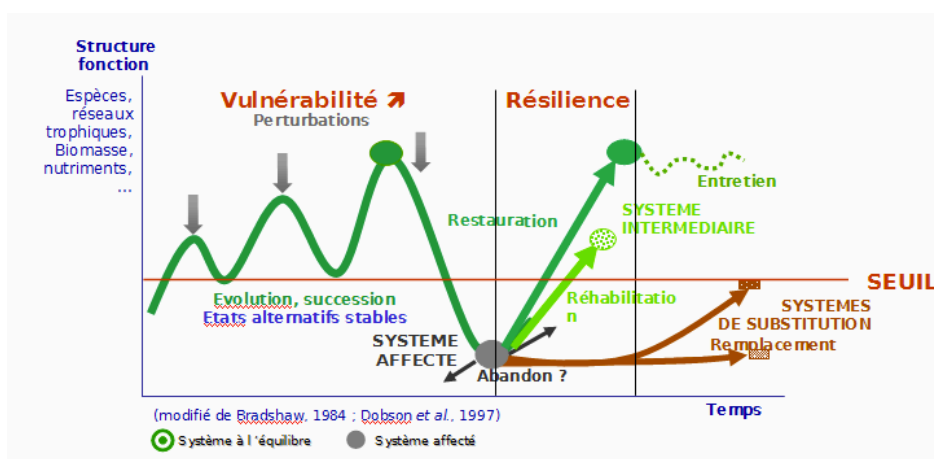 Structure
fonction
Espèces,
réseaux
trophiques,
Biomasse,
nutriments,
...
Vulnérabilité
Perturbations
Résilience
Restauration
Entretien
SYSTEME
INTERMEDIAIRE
SEUIL
Evolution, succession
Etats alternatifs stables
Réhabilitatio
n
SYSTEMES
DE SUBSTITUTION
Remplacement
SYSTEME
AFFECTE
Abandon ?
Temps
(modifié de Bradshaw, 1984 ; Dobson et al., 1997)
Système à l 'équilibre
Système affecté